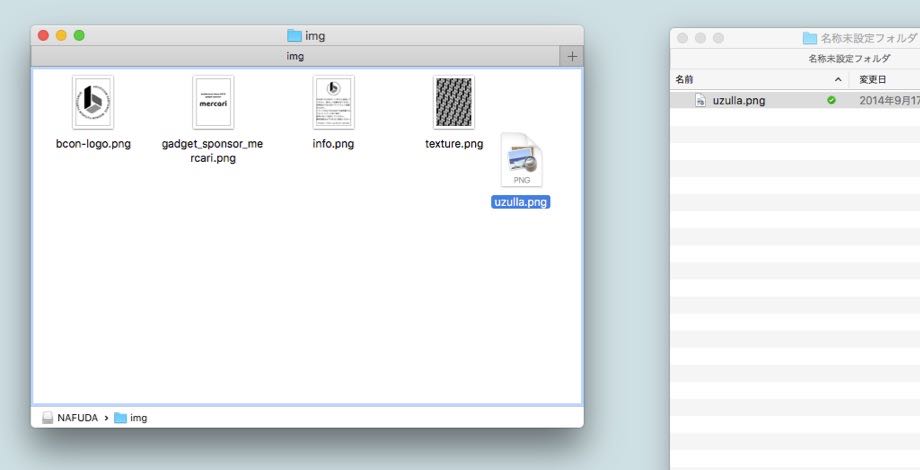 img
img
bcon-logo.png
mercari
gadget_sponsor_me
rcari.png
info.png
texture.png
PNG
uzulla.png
NAFUDA › img
名称未設定フォルダ
名称未設定フォルダ
名前
変更日
uzulla.png
2014年9月17